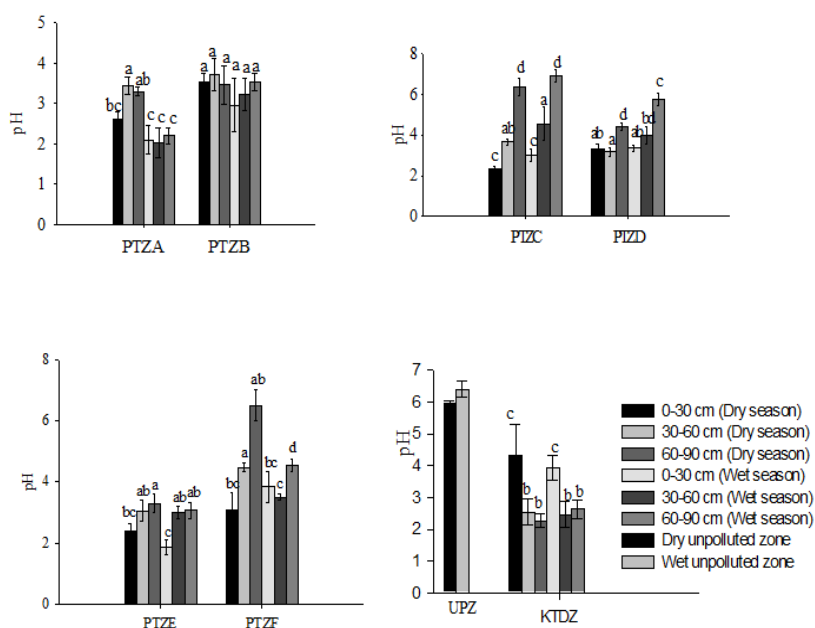 5
4
3
2
1
0
pH
bc
a
ab
c
c
c
a
a
a
a
a
a
PTZA
PTZB
8
6
4
2
0
pH
c
ab
d
c
a
d
ab
a
d
ab
bd
c
PTZC
PTZD
8
6
4
2
0
pH
bc
ab
a
c
ab
ab
bc
a
ab
bc
c
d
PTZE
PTZF
7
6
5
4
3
2
1
0
pH
c
b
b
c
b
b
UPZ
KTDZ
0-30 cm (Dry season)
30-60 cm (Dry season)
60-90 cm (Dry season)
0-30 cm (Wet season)
30-60 cm (Wet season)
60-90 cm (Wet season)
Dry unpolluted zone
Wet unpolluted zone